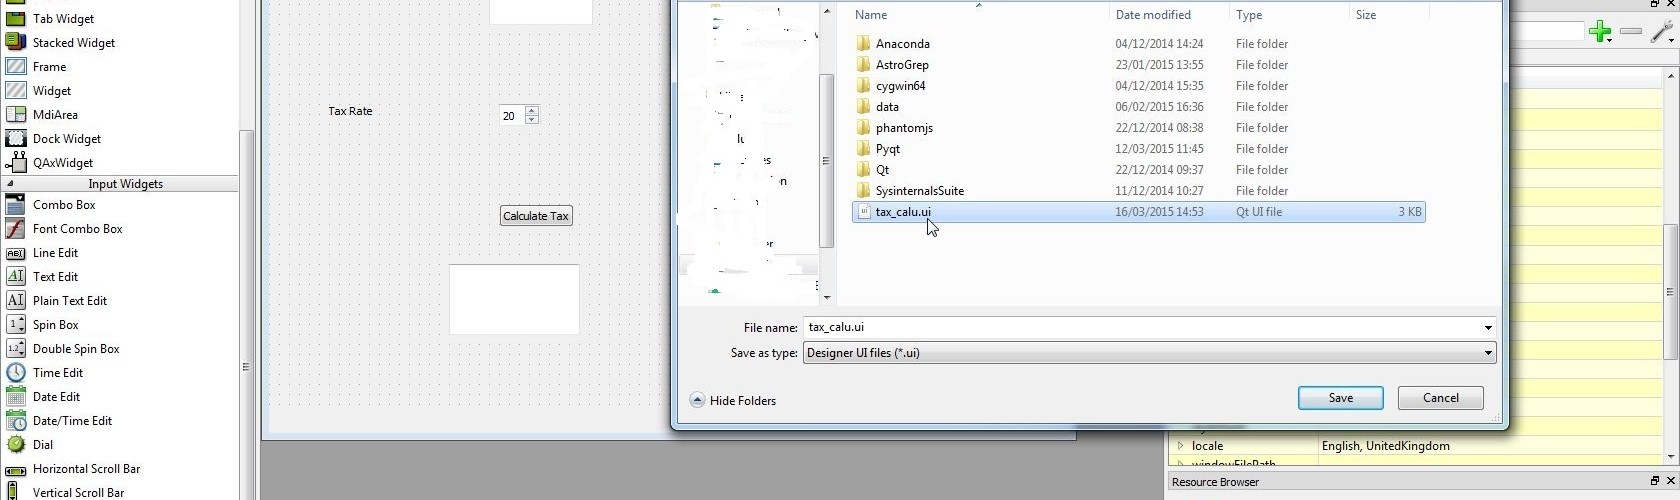 Tab Widget
Stacked Widget
Frame
Widget
MdiArea
Dock Widget
QAxWidget
Input Widgets
Combo Box
Font Combo Box
Line Edit
Text Edit
Plain Text Edit
Spin Box
Double Spin Box
Time Edit
Date Edit
Date/Time Edit
Dial
Horizontal Scroll Bar
Vertical Scroll Bar
Tax Rate
20
Calculate Tax
Name Date modified Type Size
Anaconda 04/12/2014 14:24 File folder
AstroGrep 23/01/2015 13:55 File folder
cygwin64 04/12/2014 15:35 File folder
data 06/02/2015 16:36 File folder
phantomjs 22/12/2014 08:38 File folder
Pyqt 12/03/2015 11:45 File folder
Qt 22/12/2014 09:37 File folder
SysinternalsSuite 11/12/2014 10:27 File folder
tax_calu.ui 16/03/2015 14:53 Qt UI file 3 KB
File name: tax_calu.ui
Save as type: Designer UI files (*.ui)
Hide Folders
Save
Cancel
locale English, UnitedKingdom
windowFilePath
Resource Browser